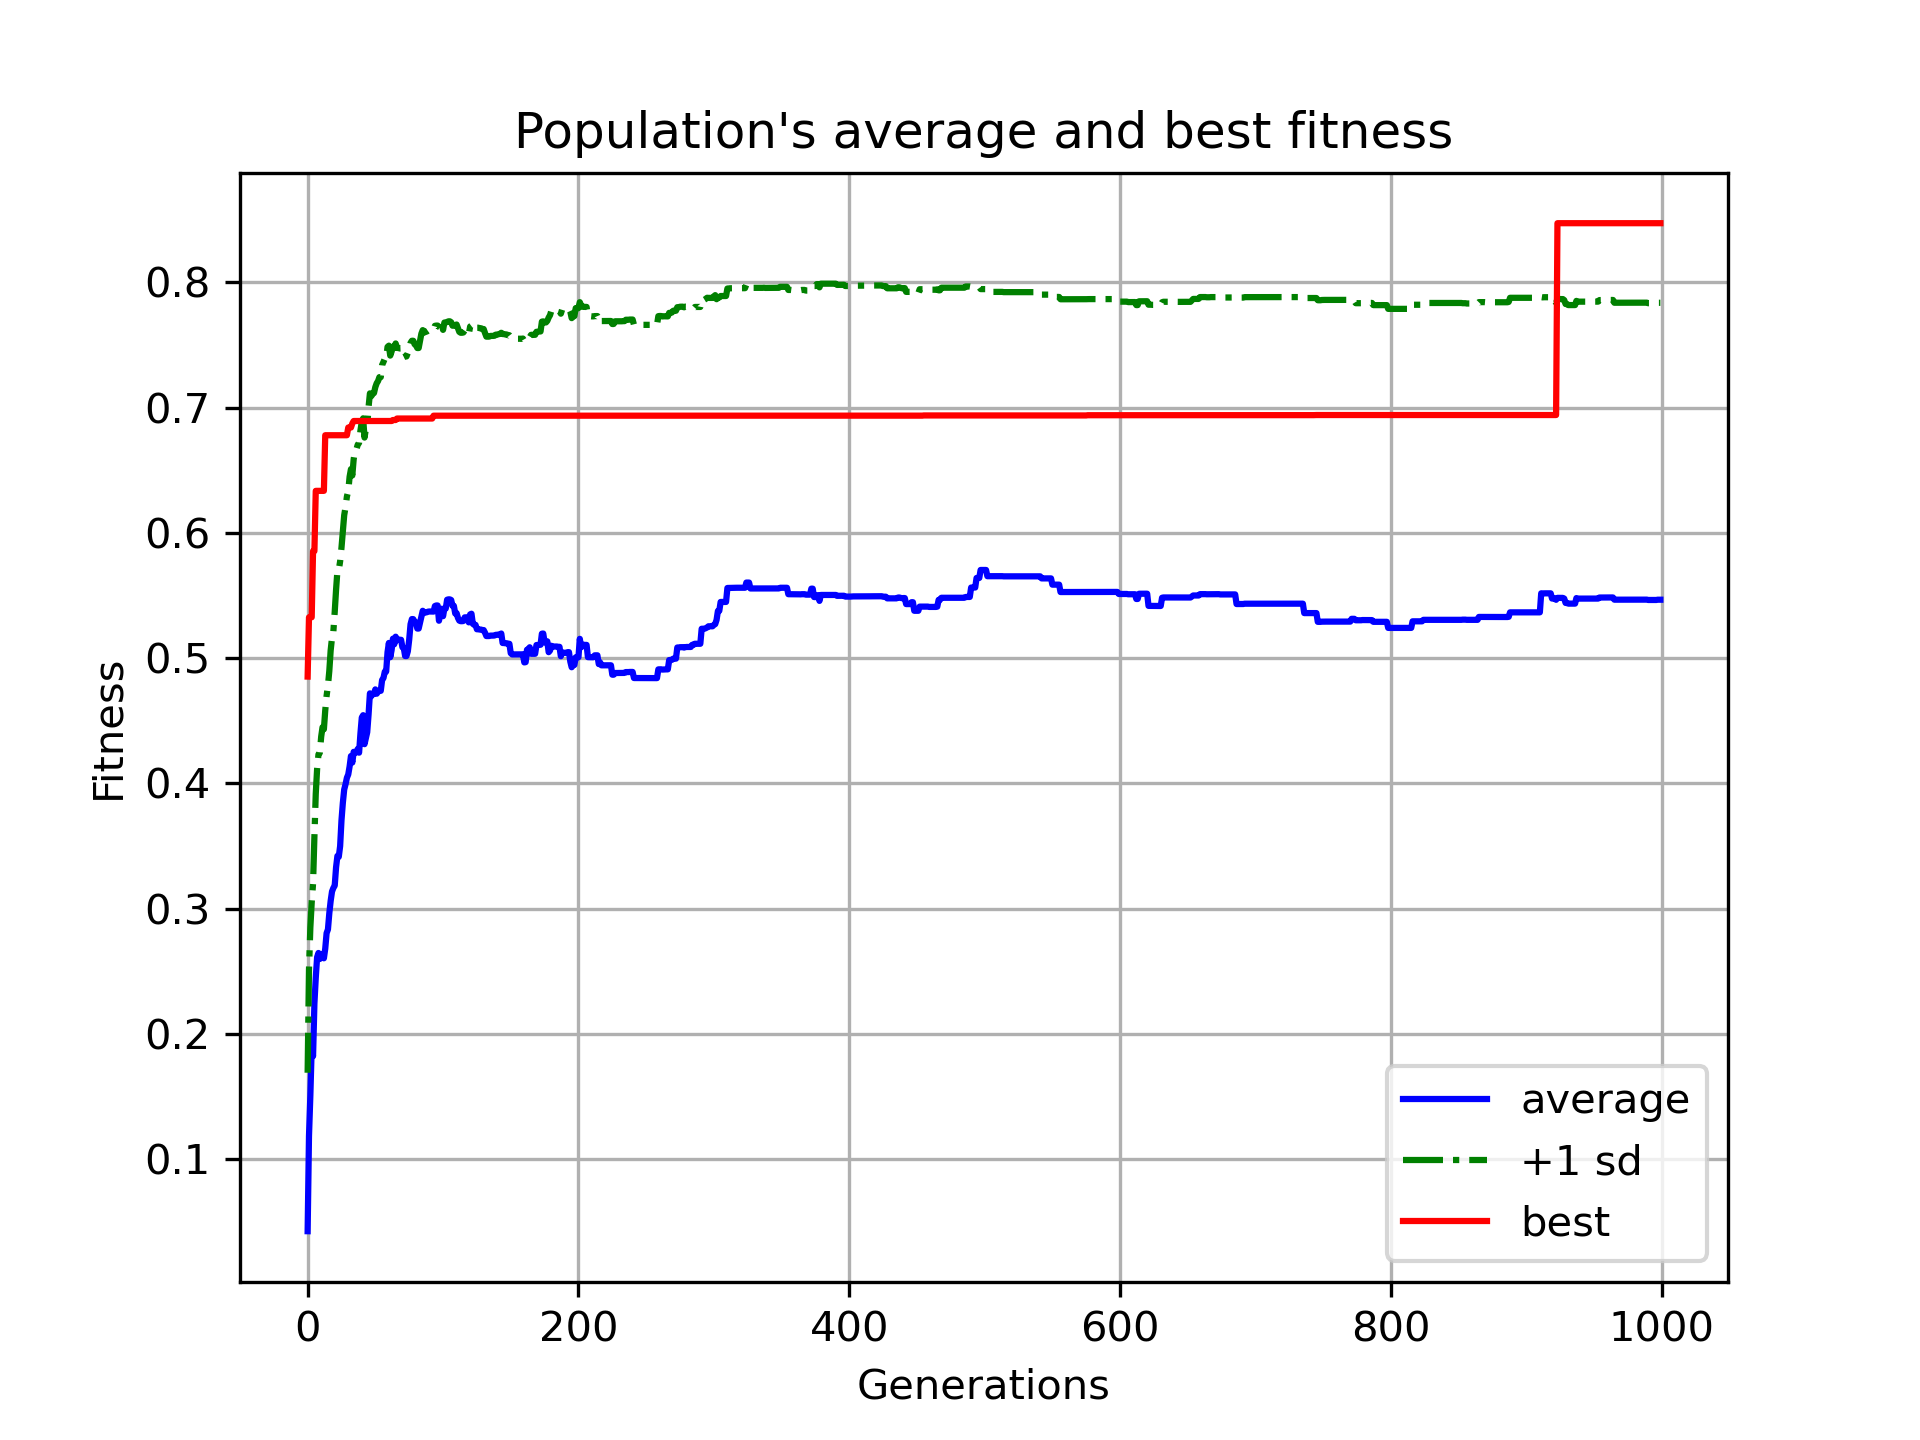 Population's average and best fitness
Fitness
0.8
0.7
0.6
0.5
0.4
0.3
0.2
0.1
0 200 400 600 800 1000
Generations
average
+1 sd
best